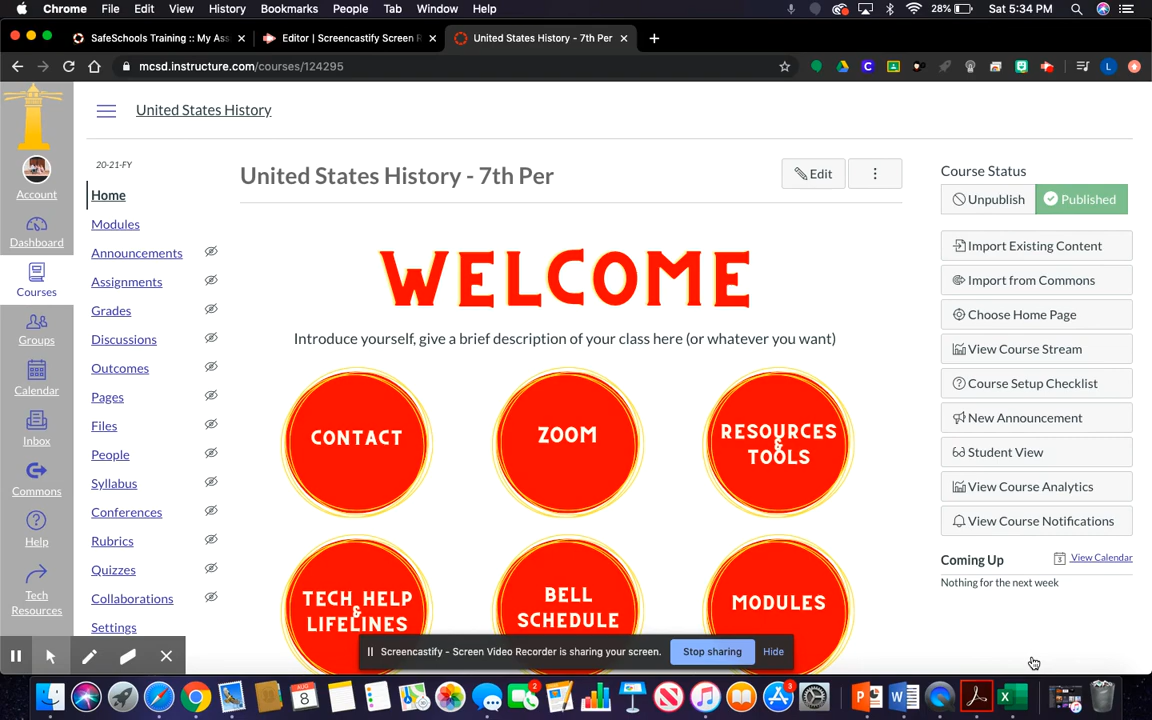 Chrome File Edit View History Bookmarks People Tab Window Help 28% Sat 5:34 PM
SafeSchools Training :: My Ass Editor | Screencastify Screen R United States History - 7th Per
mcsd.instructure.com/courses/124295
L
United States History
20-21-FY
Home
Modules
Announcements
Assignments
Grades
Discussions
Outcomes
Pages
Files
People
Syllabus
Conferences
Rubrics
Quizzes
Collaborations
Settings
Account
Dashboard
Courses
Groups
Calendar
Inbox
Commons
Help
Tech
Resources
United States History - 7th Per
Edit
WELCOME
Introduce yourself, give a brief description of your class here (or whatever you want)
CONTACT
ZOOM
RESOURCES
&
TOOLS
TECH HELP
&
LIFELINES
BELL
SCHEDULE
MODULES
Course Status
Unpublish Published
Import Existing Content
Import from Commons
Choose Home Page
View Course Stream
Course Setup Checklist
New Announcement
Student View
View Course Analytics
View Course Notifications
Coming Up View Calendar
Nothing for the next week
Screencastify - Screen Video Recorder is sharing your screen. Stop sharing Hide
8
2
3